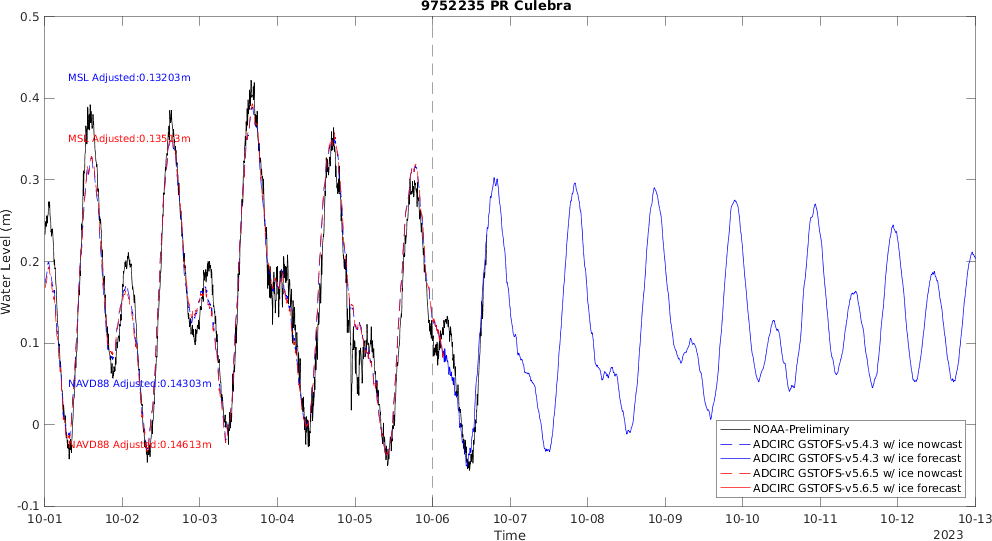 9752235 PR Culebra
Water Level (m)
0.5
0.4
0.3
0.2
0.1
0
-0.1
MSL Adjusted:0.13203m
NAVD88 Adjusted:0.14303m
NAVD88 Adjusted:0.14613m
MSL
NOAA-Preliminary
ADCIRC GSTOFS-v5.4.3 w/ ice nowcast
ADCIRC GSTOFS-v5.4.3 w/ ice forecast
ADCIRC GSTOFS-v5.6.5 w/ ice nowcast
ADCIRC GSTOFS-v5.6.5 w/ ice forecast
10-01 10-02 10-03 10-04 10-05 10-06 10-07 10-08 10-09 10-10 10-11 10-12 10-13
Time
2023